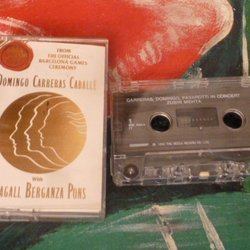 FROM
THE OFFICIAL
BARCELONA GAMES
CEREMONY
DOMINGO CARRERAS CABALLÉ
WITH
AGALL BERGANZA PONS
CARRERAS, DOMINGO, PAVAROTTI IN CONCERT
ZUBIN MEHTA